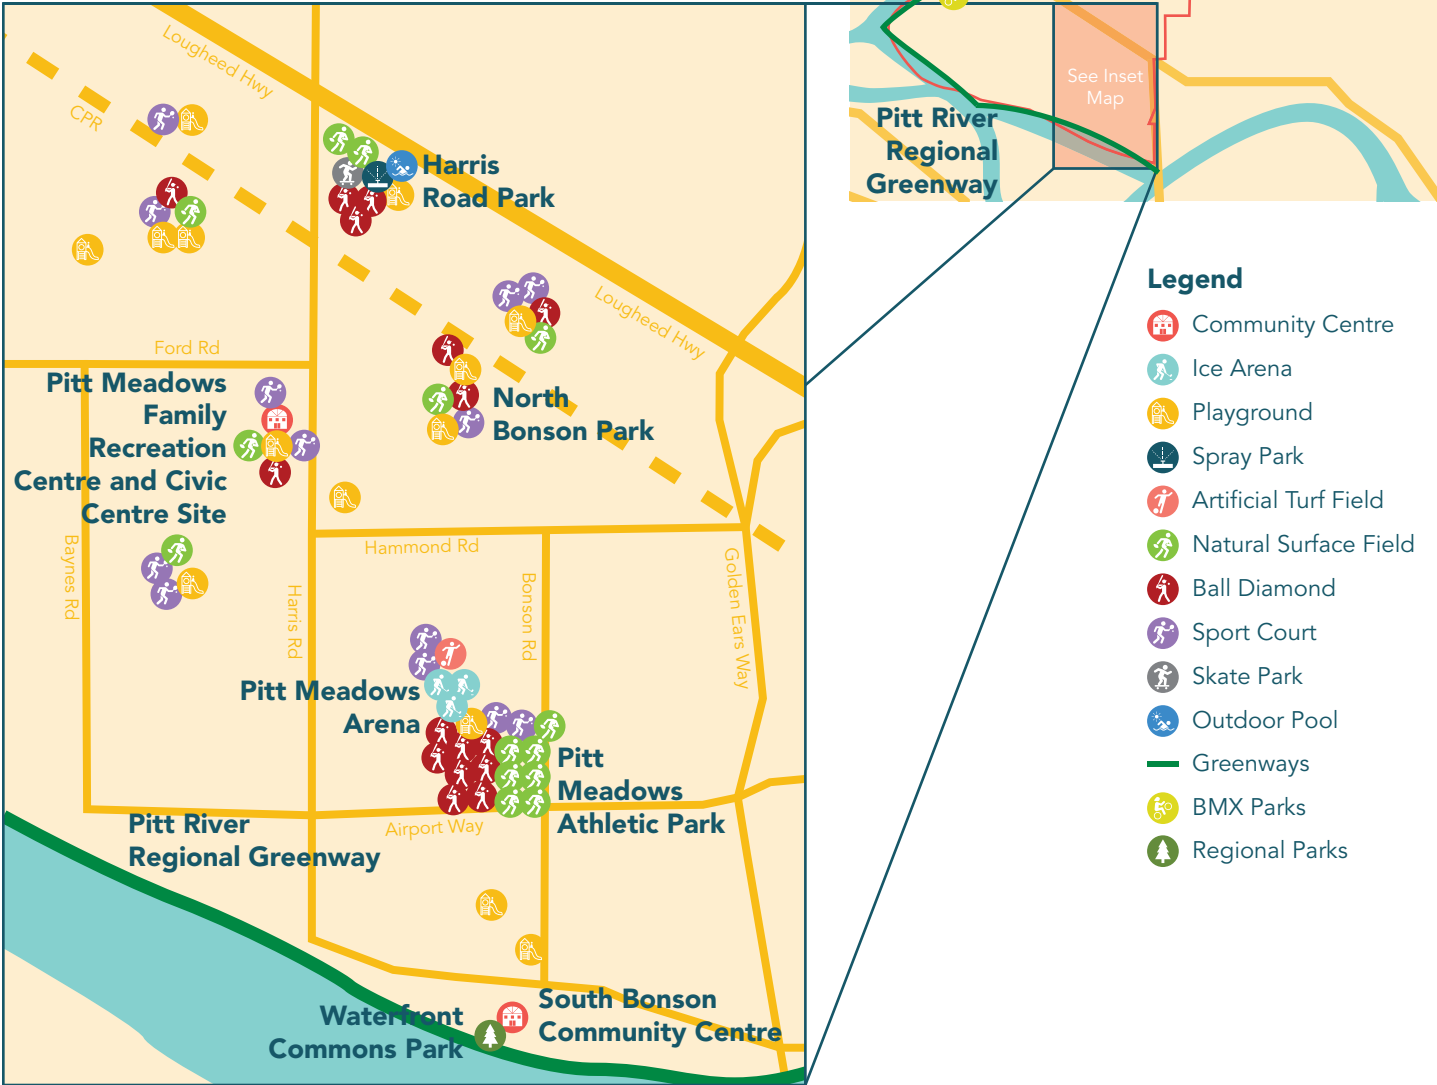 Lougheed Hwy
CPR
Harris
Road Park
Lougheed Hwy
Ford Rd
Pitt Meadows
Family
Recreation
Centre and Civic
Centre Site
North
Bonson Park
Baynes Rd
Harris Rd
Hammond Rd
Bonson Rd
Golden Ears Way
Pitt Meadows
Arena
Pitt
Meadows
Athletic Park
Airport Way
Pitt River
Regional Greenway
Waterfront
Commons Park
South Bonson
Community Centre
See Inset
Map
Pitt River
Regional
Greenway
Legend
Community Centre
Ice Arena
Playground
Spray Park
Artificial Turf Field
Natural Surface Field
Ball Diamond
Sport Court
Skate Park
Outdoor Pool
Greenways
BMX Parks
Regional Parks